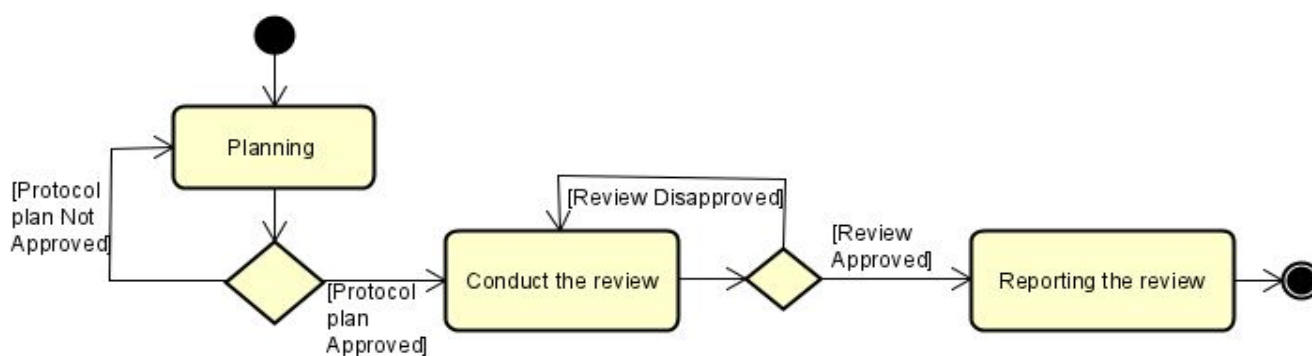 Planning
[Protocol
plan Not
Approved]
[Protocol
plan
Approved]
Conduct the review
[Review Disapproved]
[Review
Approved]
Reporting the review